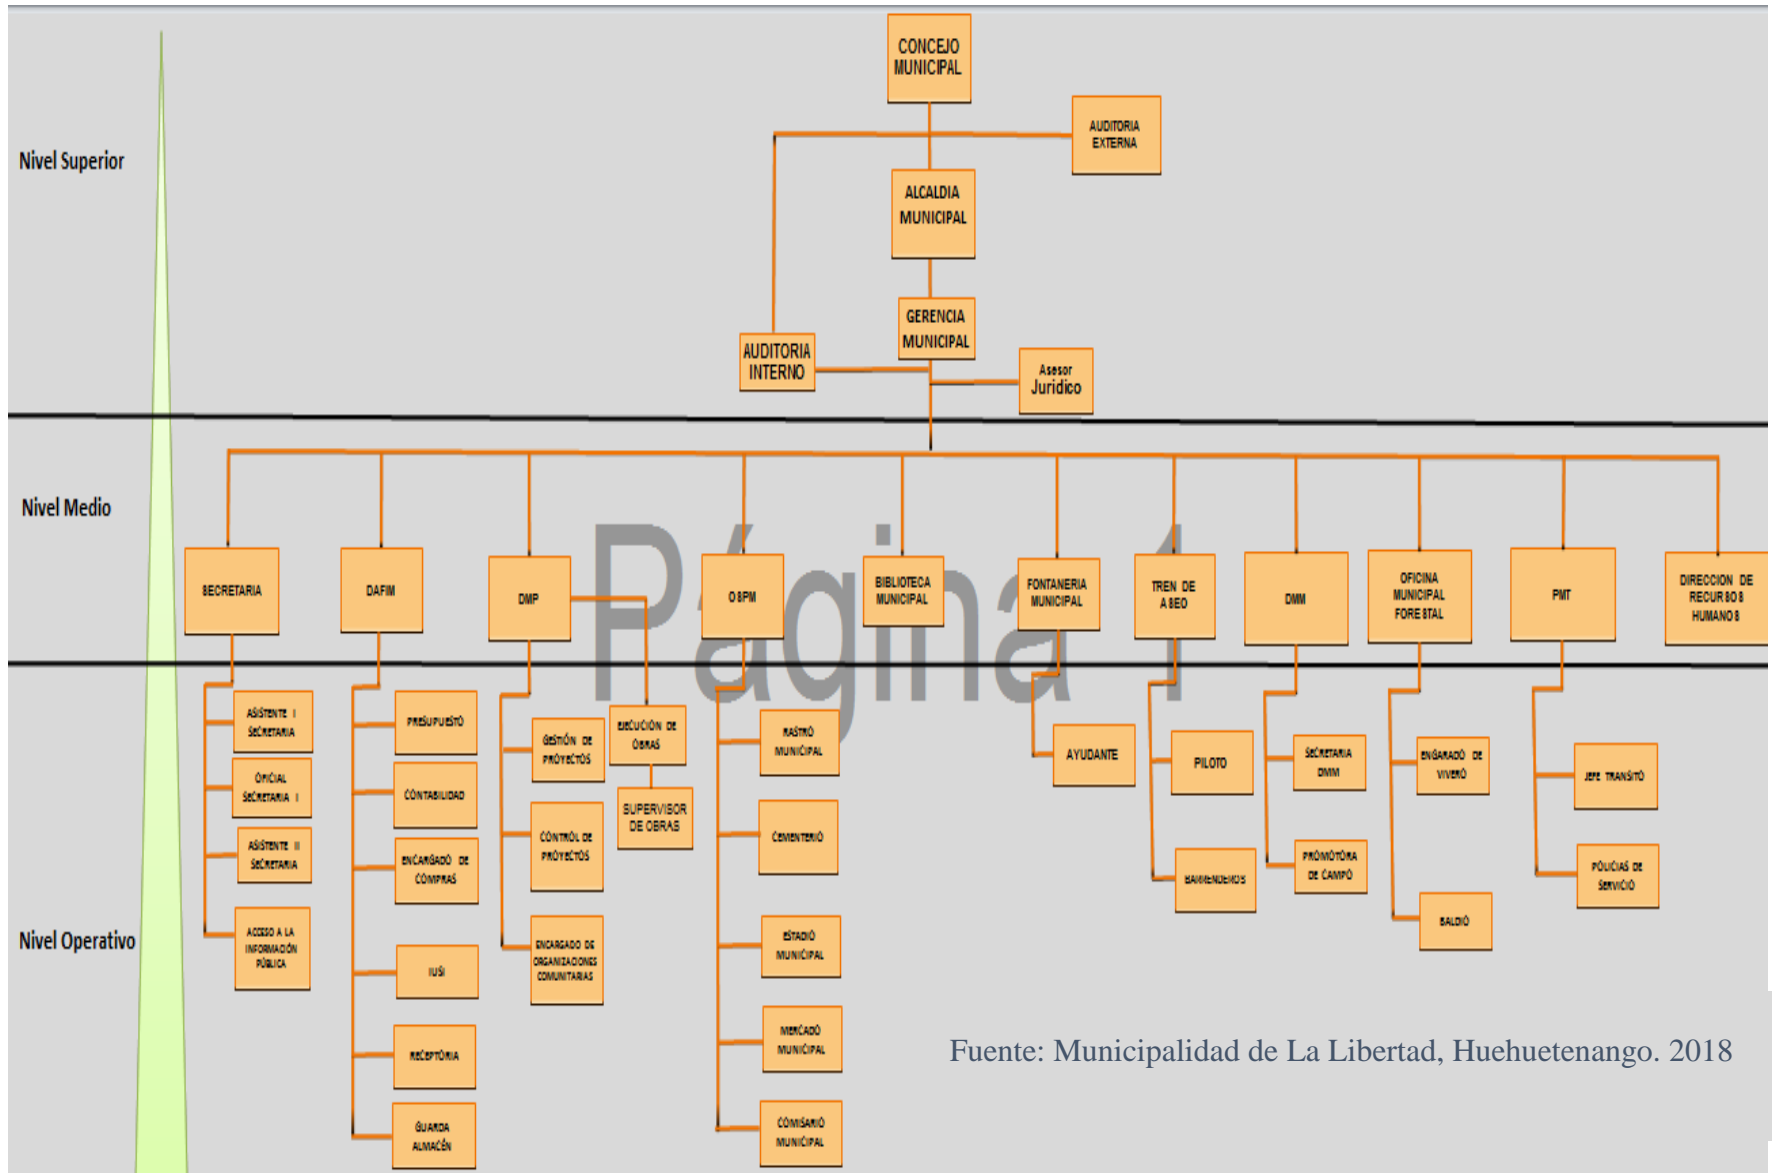 CONCEJO
MUNICIPAL
AUDITORIA
EXTERNA
Nivel Superior
ALCALDIA
MUNICIPAL
GERENCIA
MUNICIPAL
AUDITORIA
INTERNO
Asesor
Juridico
Nivel Medio
Página 1
SECRETARIA
DAFIM
DMP
OSPM
BIBLIOTECA
MUNICIPAL
FONTANERIA
MUNICIPAL
TREN DE
ASEO
DMM
OFICINA
MUNICIPAL
FORESTAL
PMT
DIRECCION DE
RECURSOS
HUMANOS
Nivel Operativo
ASISTENTE I
SECRETARIA
OFICIAL
SECRETARIA I
ASISTENTE II
SECRETARIA
ACCESO A LA
INFORMACIÓN
PÚBLICA
PRESUPUESTO
CONTABILIDAD
ENCARGADO DE
COMPRAS
IUSI
RECEPTORIA
GUARDA
ALMACÉN
GESTIÓN DE
PROYECTOS
CONTROL DE
PROYECTOS
ENCARGADO DE
ORGANIZACIONES
COMUNITARIAS
EJECUCIÓN DE
OBRAS
SUPERVISOR
DE OBRAS
RASTRO
MUNICIPAL
CEMENTERIO
ESTADIO
MUNICIPAL
MERCADO
MUNICIPAL
COMISARIO
MUNICIPAL
AYUDANTE
PILOTO
BARRENDEROS
SECRETARIA
DMM
PROMOTORA
DE CAMPO
ENGARADO DE
VIVERO
BALDIO
JEFE TRANSITO
POLICIAS DE
SERVICIO
Fuente: Municipalidad de La Libertad, Huehuetenango. 2018